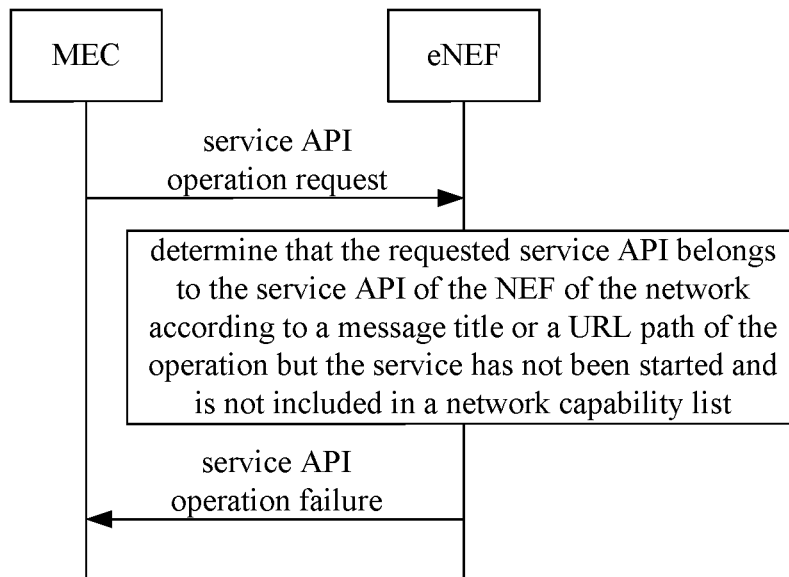 MEC
eNEF
service API
operation request
determine that the requested service API belongs
to the service API of the NEF of the network
according to a message title or a URL path of the
operation but the service has not been started and
is not included in a network capability list
service API
operation failure